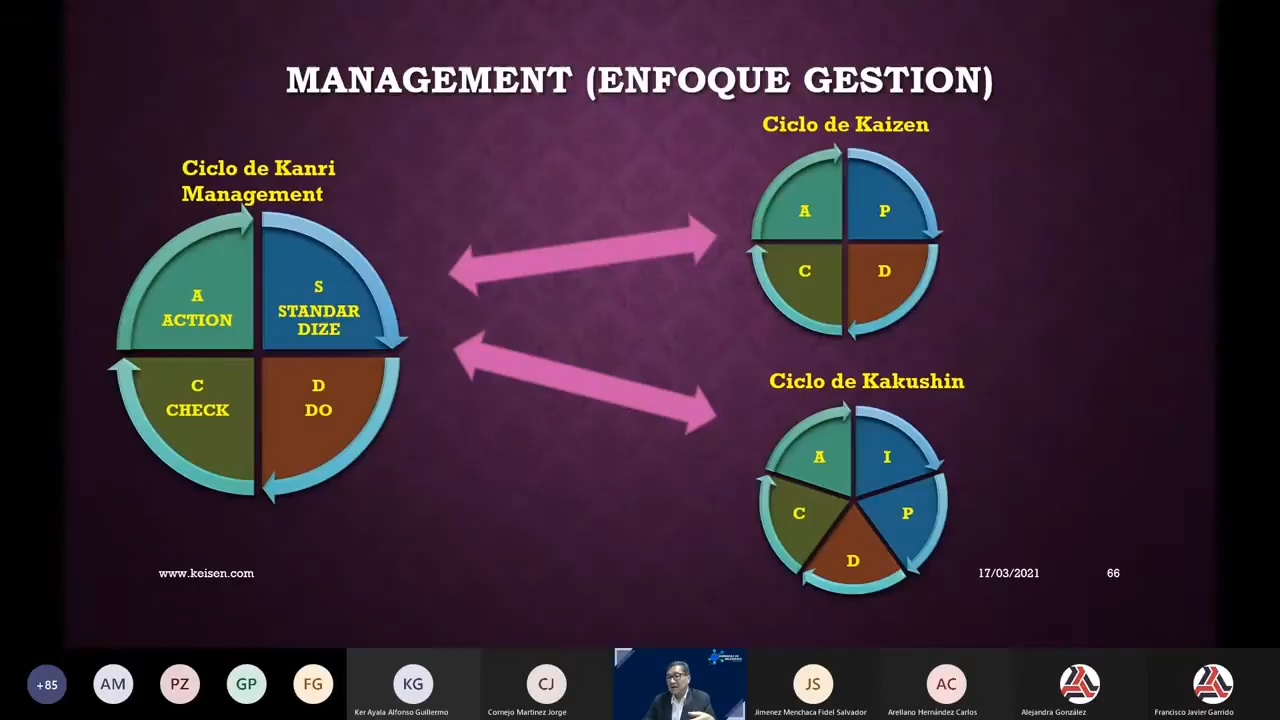 MANAGEMENT (ENFOQUE GESTION)
Ciclo de Kanri
Management
A
ACTION
S
STANDAR
DIZE
C
CHECK
D
DO
Ciclo de Kaizen
A
P
C
D
Ciclo de Kakushin
A
I
C
P
D
www.keisen.com
17/03/2021
66
+85
AM
PZ
GP
FG
KG
Ker Ayala Alfonso Guillermo
CJ
Cornejo Martinez Jorge
JS
Jimenez Menchaca Fidel Salvador
AC
Arellano Hernández Carlos
Alejandra González
Francisco Javier Garrido